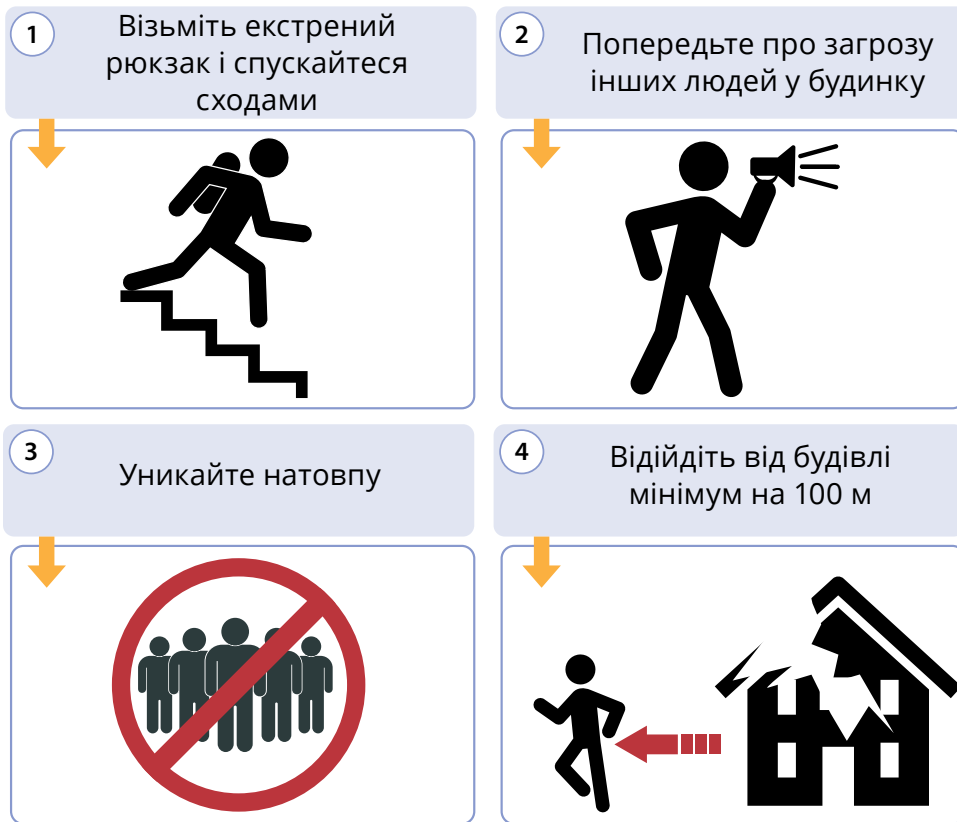 1
Візьміть екстрений
рюкзак і спускайтеся
сходами
2
Попередьте про загрозу
інших людей у будинку
3
Уникайте натовпу
4
Відійдіть від будівлі
мінімум на 100 м